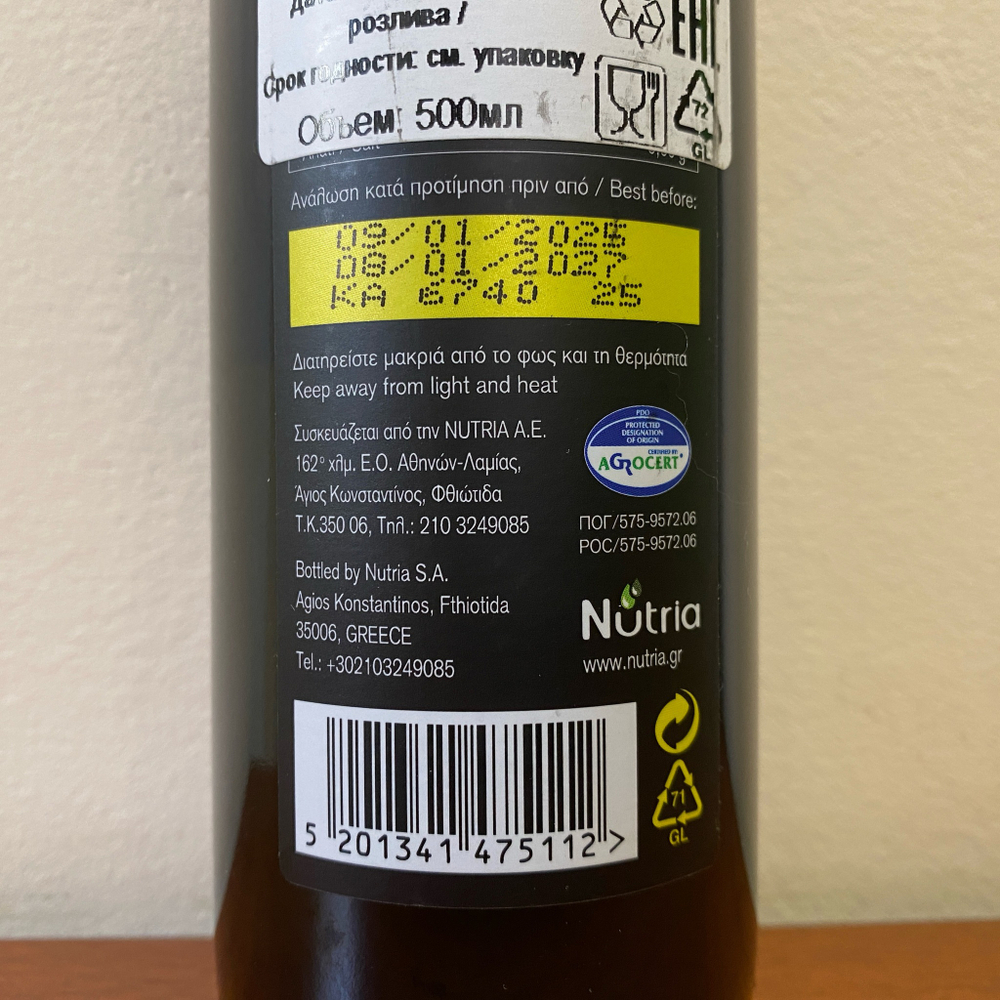 розлива /
Срок годности: см. упаковку
Объем: 500мл
EAC
72
GL
Ανάλωση κατά προτίμηση πριν από / Best before:
09/01/2025
08/01/2027
KA 6740 25
Διατηρείστε μακριά από το φως και τη θερμότητα
Keep away from light and heat
Συσκευάζεται από την NUTRIA A.E.
162° χλμ. Ε.Ο. Αθηνών-Λαμίας,
Άγιος Κωνσταντίνος, Φθιώτιδα
Τ.Κ.350 06, Τηλ.: 210 3249085
PDO
PROTECTED
DESIGNATION
OF ORIGIN
CERTIFIED BY:
AGROCERT
ΠΟΓ/575-9572.06
POC/575-9572.06
Bottled by Nutria S.A.
Agios Konstantinos, Fthiotida
35006, GREECE
Tel.: +302103249085
Nutria
www.nutria.gr
5 201341 475112 >
71
GL